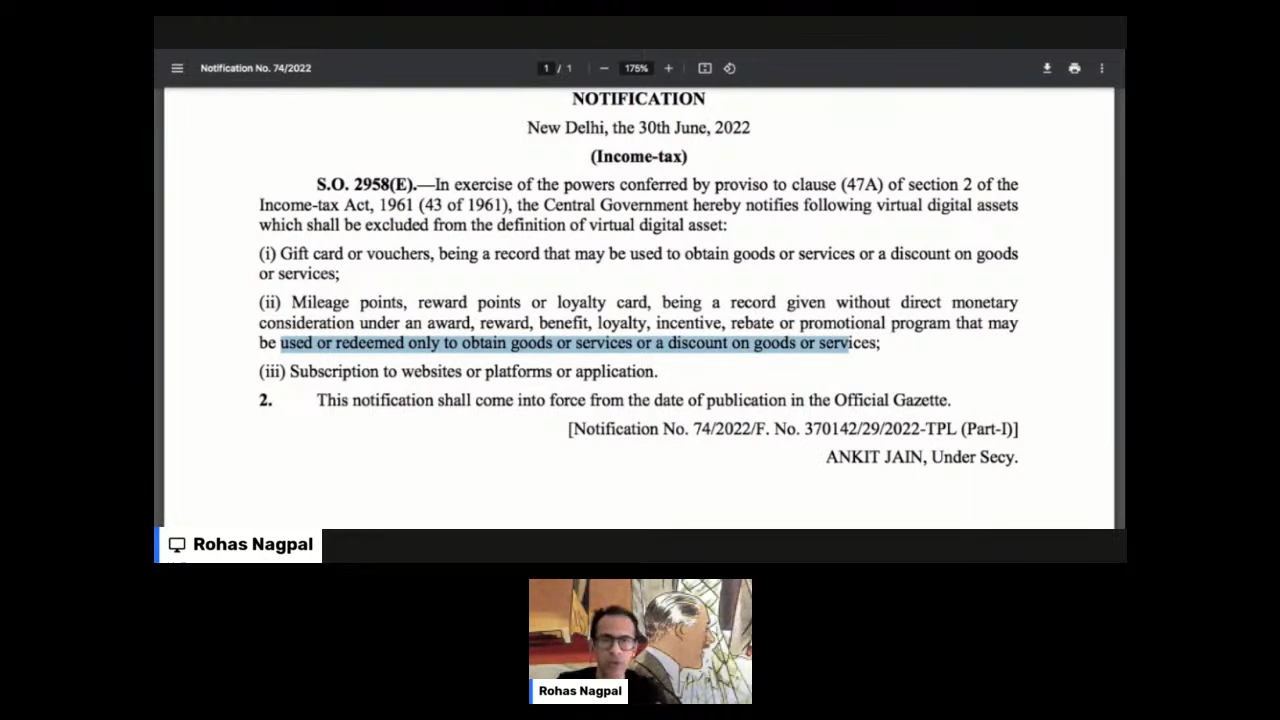 Notification No. 74/2022
1 / 1
175%
NOTIFICATION
New Delhi, the 30th June, 2022
(Income-tax)
S.O. 2958(E).—In exercise of the powers conferred by proviso to clause (47A) of section 2 of the
Income-tax Act, 1961 (43 of 1961), the Central Government hereby notifies following virtual digital assets
which shall be excluded from the definition of virtual digital asset:
(i) Gift card or vouchers, being a record that may be used to obtain goods or services or a discount on goods
or services;
(ii) Mileage points, reward points or loyalty card, being a record given without direct monetary
consideration under an award, reward, benefit, loyalty, incentive, rebate or promotional program that may
be used or redeemed only to obtain goods or services or a discount on goods or services;
(iii) Subscription to websites or platforms or application.
2. This notification shall come into force from the date of publication in the Official Gazette.
[Notification No. 74/2022/F. No. 370142/29/2022-TPL (Part-I)]
ANKIT JAIN, Under Secy.
Rohas Nagpal
Rohas Nagpal